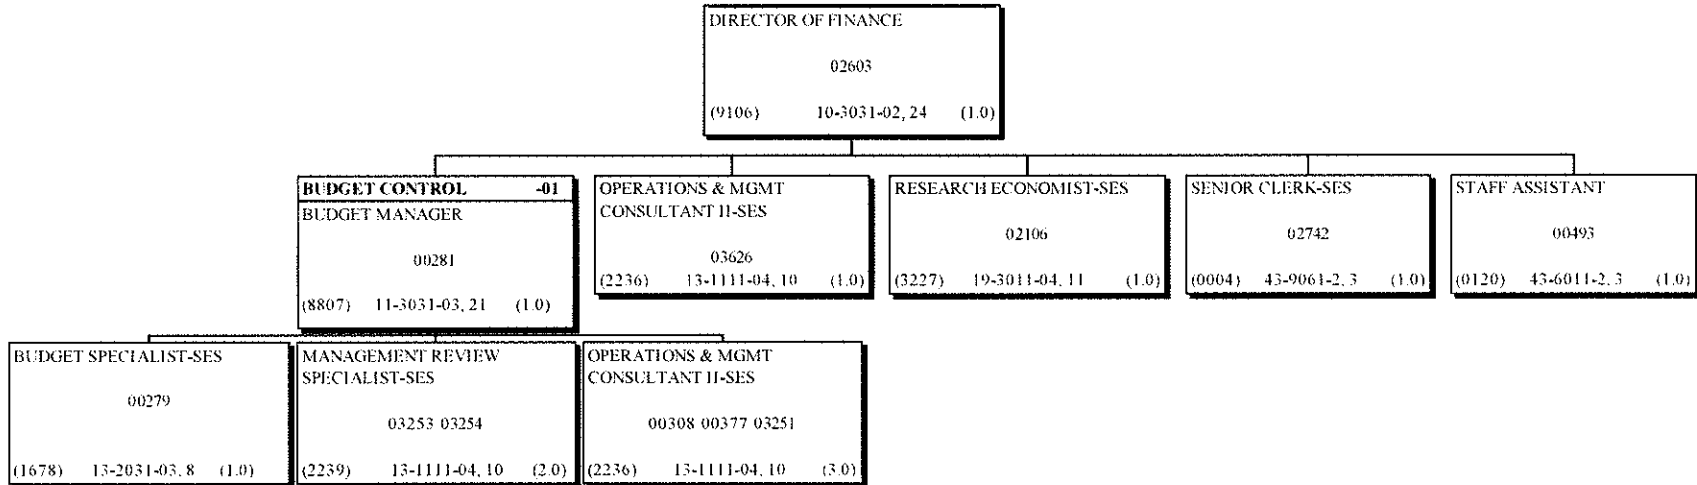 DIRECTOR OF FINANCE
02603
(9106) 10-3031-02, 24 (1.0)
BUDGET CONTROL -01
BUDGET MANAGER
00281
(8807) 11-3031-03, 21 (1.0)
OPERATIONS & MGMT
CONSULTANT II-SES
03626
(2236) 13-1111-04, 10 (1.0)
RESEARCH ECONOMIST-SES
02106
(3227) 19-3011-04, 11 (1.0)
SENIOR CLERK-SES
02742
(0004) 43-9061-2, 3 (1.0)
STAFF ASSISTANT
00493
(0120) 43-6011-2, 3 (1.0)
BUDGET SPECIALIST-SES
00279
(1678) 13-2031-03, 8 (1.0)
MANAGEMENT REVIEW
SPECIALIST-SES
03253 03254
(2239) 13-1111-04, 10 (2.0)
OPERATIONS & MGMT
CONSULTANT II-SES
00308 00377 03251
(2236) 13-1111-04, 10 (3.0)